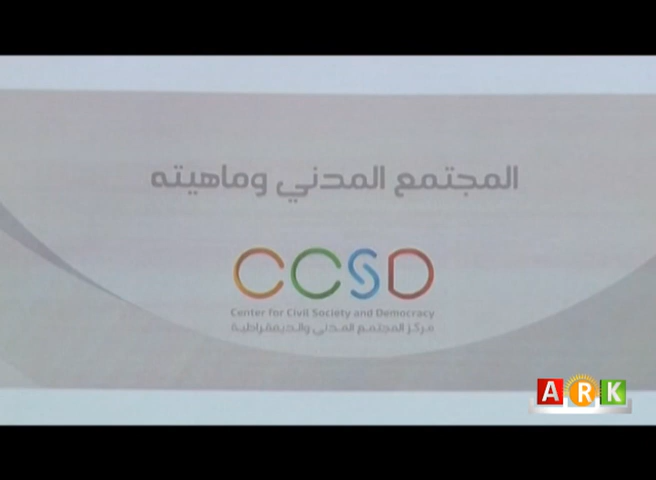 المجتمع المدني وماهيته
CCSD
Center for Civil Society and Democracy
مركز المجتمع المدني والديمقراطية
ARK